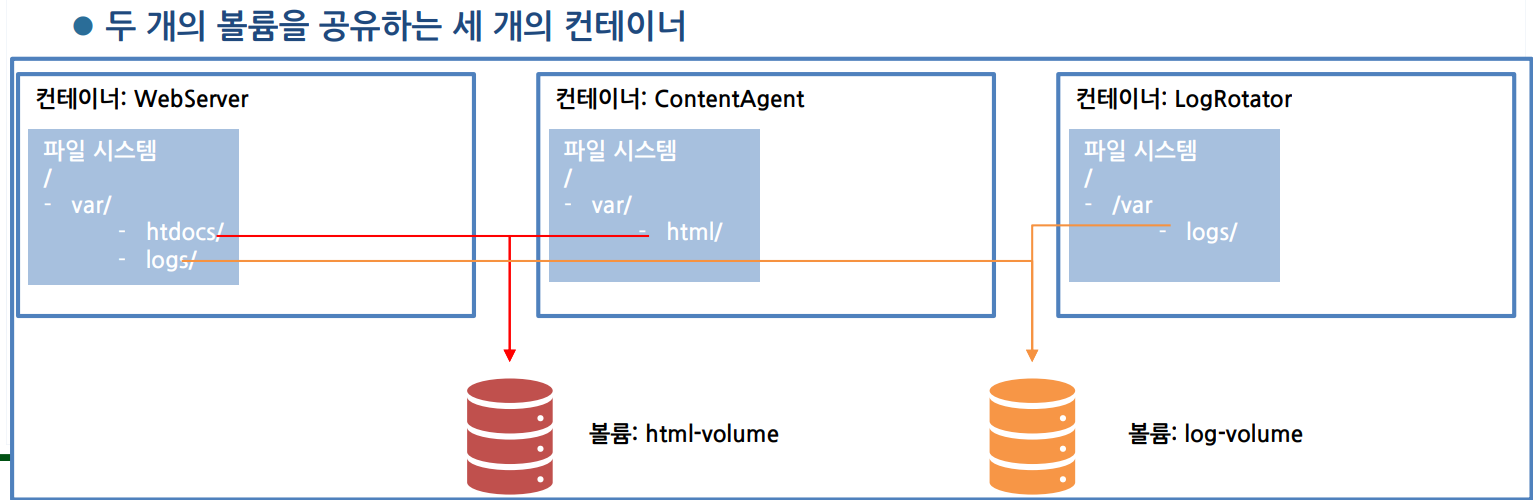 ● 두 개의 볼륨을 공유하는 세 개의 컨테이너
컨테이너: WebServer
파일 시스템
/
- var/
- htdocs/
- logs/
컨테이너: ContentAgent
파일 시스템
/
- var/
- html/
컨테이너: LogRotator
파일 시스템
/
- /var
- logs/
볼륨: html-volume
볼륨: log-volume